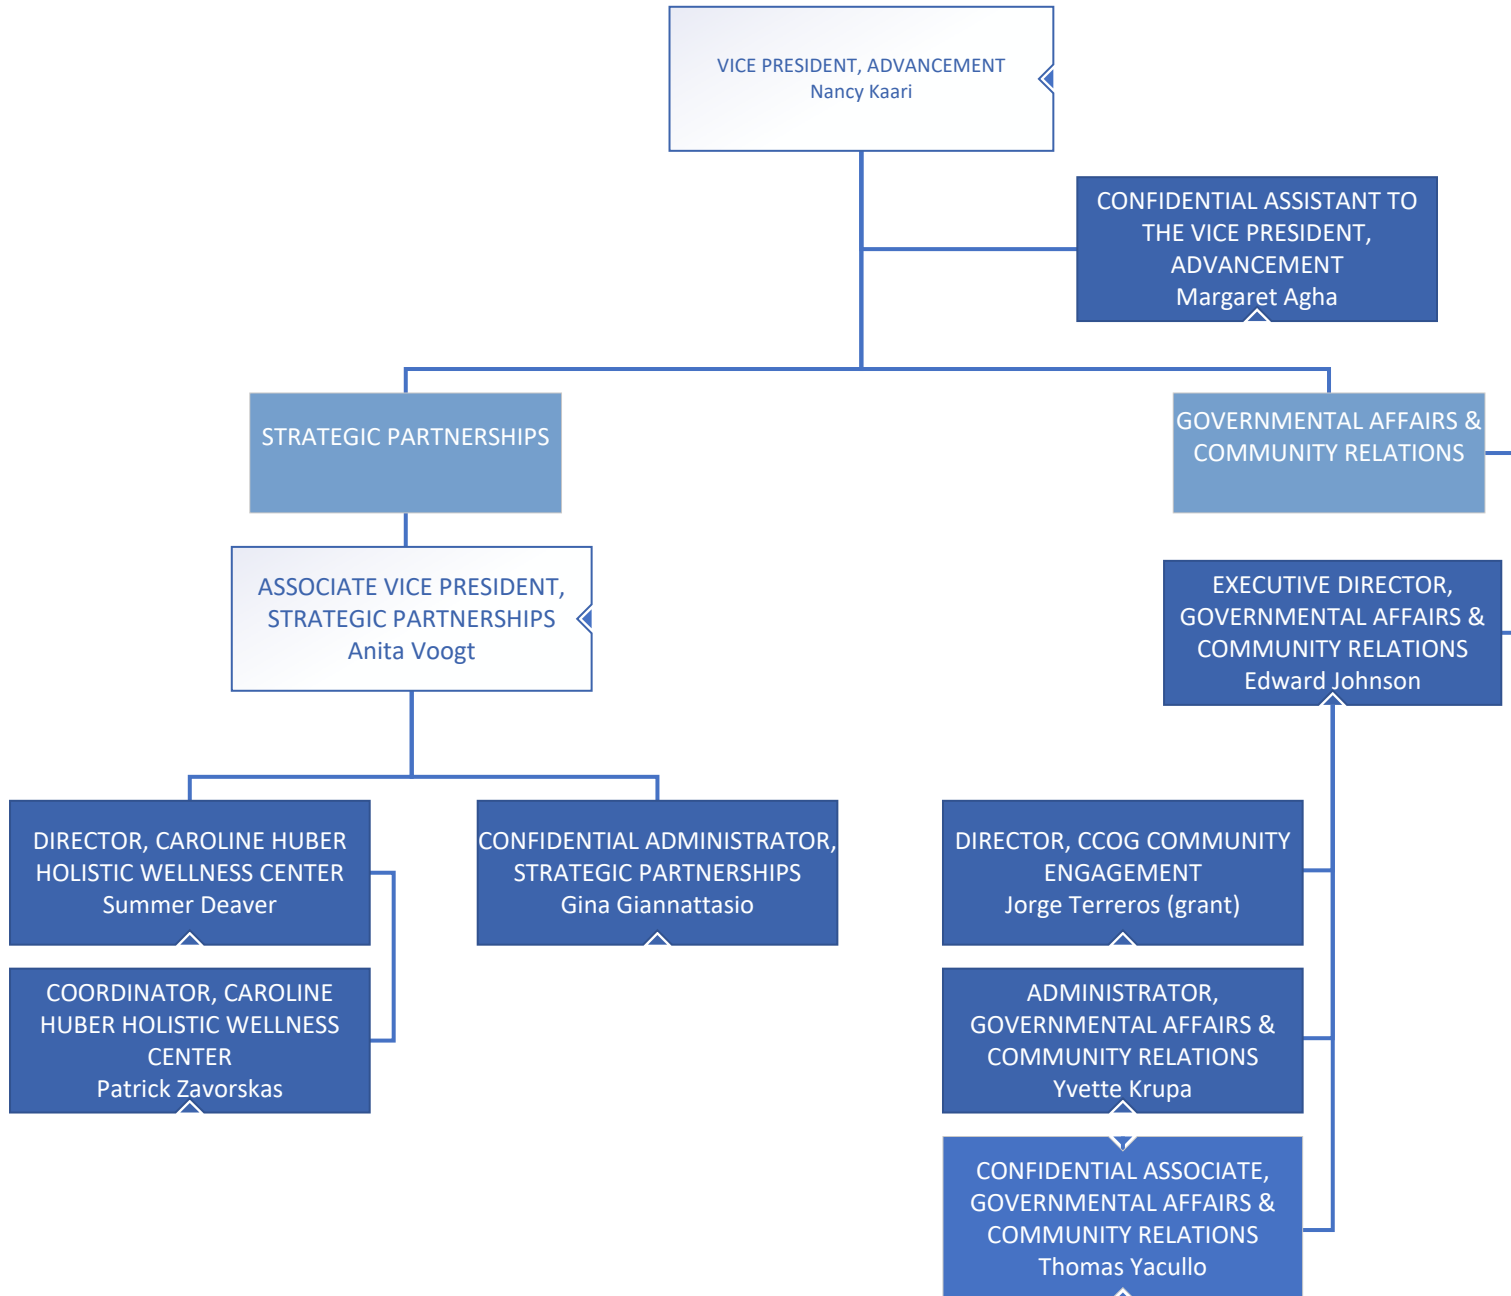 VICE PRESIDENT, ADVANCEMENT
Nancy Kaari
CONFIDENTIAL ASSISTANT TO
THE VICE PRESIDENT,
ADVANCEMENT
Margaret Agha
STRATEGIC PARTNERSHIPS
GOVERNMENTAL AFFAIRS &
COMMUNITY RELATIONS
ASSOCIATE VICE PRESIDENT,
STRATEGIC PARTNERSHIPS
Anita Voogt
EXECUTIVE DIRECTOR,
GOVERNMENTAL AFFAIRS &
COMMUNITY RELATIONS
Edward Johnson
DIRECTOR, CAROLINE HUBER
HOLISTIC WELLNESS CENTER
Summer Deaver
CONFIDENTIAL ADMINISTRATOR,
STRATEGIC PARTNERSHIPS
Gina Giannattasio
DIRECTOR, CCOG COMMUNITY
ENGAGEMENT
Jorge Terreros (grant)
COORDINATOR, CAROLINE
HUBER HOLISTIC WELLNESS
CENTER
Patrick Zavorskas
ADMINISTRATOR,
GOVERNMENTAL AFFAIRS &
COMMUNITY RELATIONS
Yvette Krupa
CONFIDENTIAL ASSOCIATE,
GOVERNMENTAL AFFAIRS &
COMMUNITY RELATIONS
Thomas Yacullo